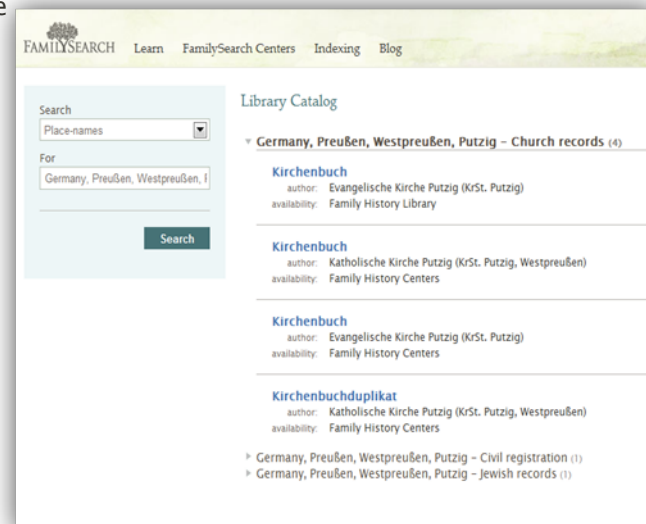 e
FAMILYSEARCH Learn FamilySearch Centers Indexing Blog
Search
Place-names
For
Germany, Preußen, Westpreußen, P
Search
Library Catalog
Germany, Preußen, Westpreußen, Putzig – Church records (4)
Kirchenbuch
author: Evangelische Kirche Putzig (KrSt. Putzig)
availability: Family History Library
Kirchenbuch
author: Katholische Kirche Putzig (KrSt. Putzig, Westpreußen)
availability: Family History Centers
Kirchenbuch
author: Evangelische Kirche Putzig (KrSt. Putzig)
availability: Family History Centers
Kirchenbuchduplikat
author: Katholische Kirche Putzig (KrSt. Putzig, Westpreußen)
availability: Family History Centers
Germany, Preußen, Westpreußen, Putzig – Civil registration (1)
Germany, Preußen, Westpreußen, Putzig – Jewish records (1)